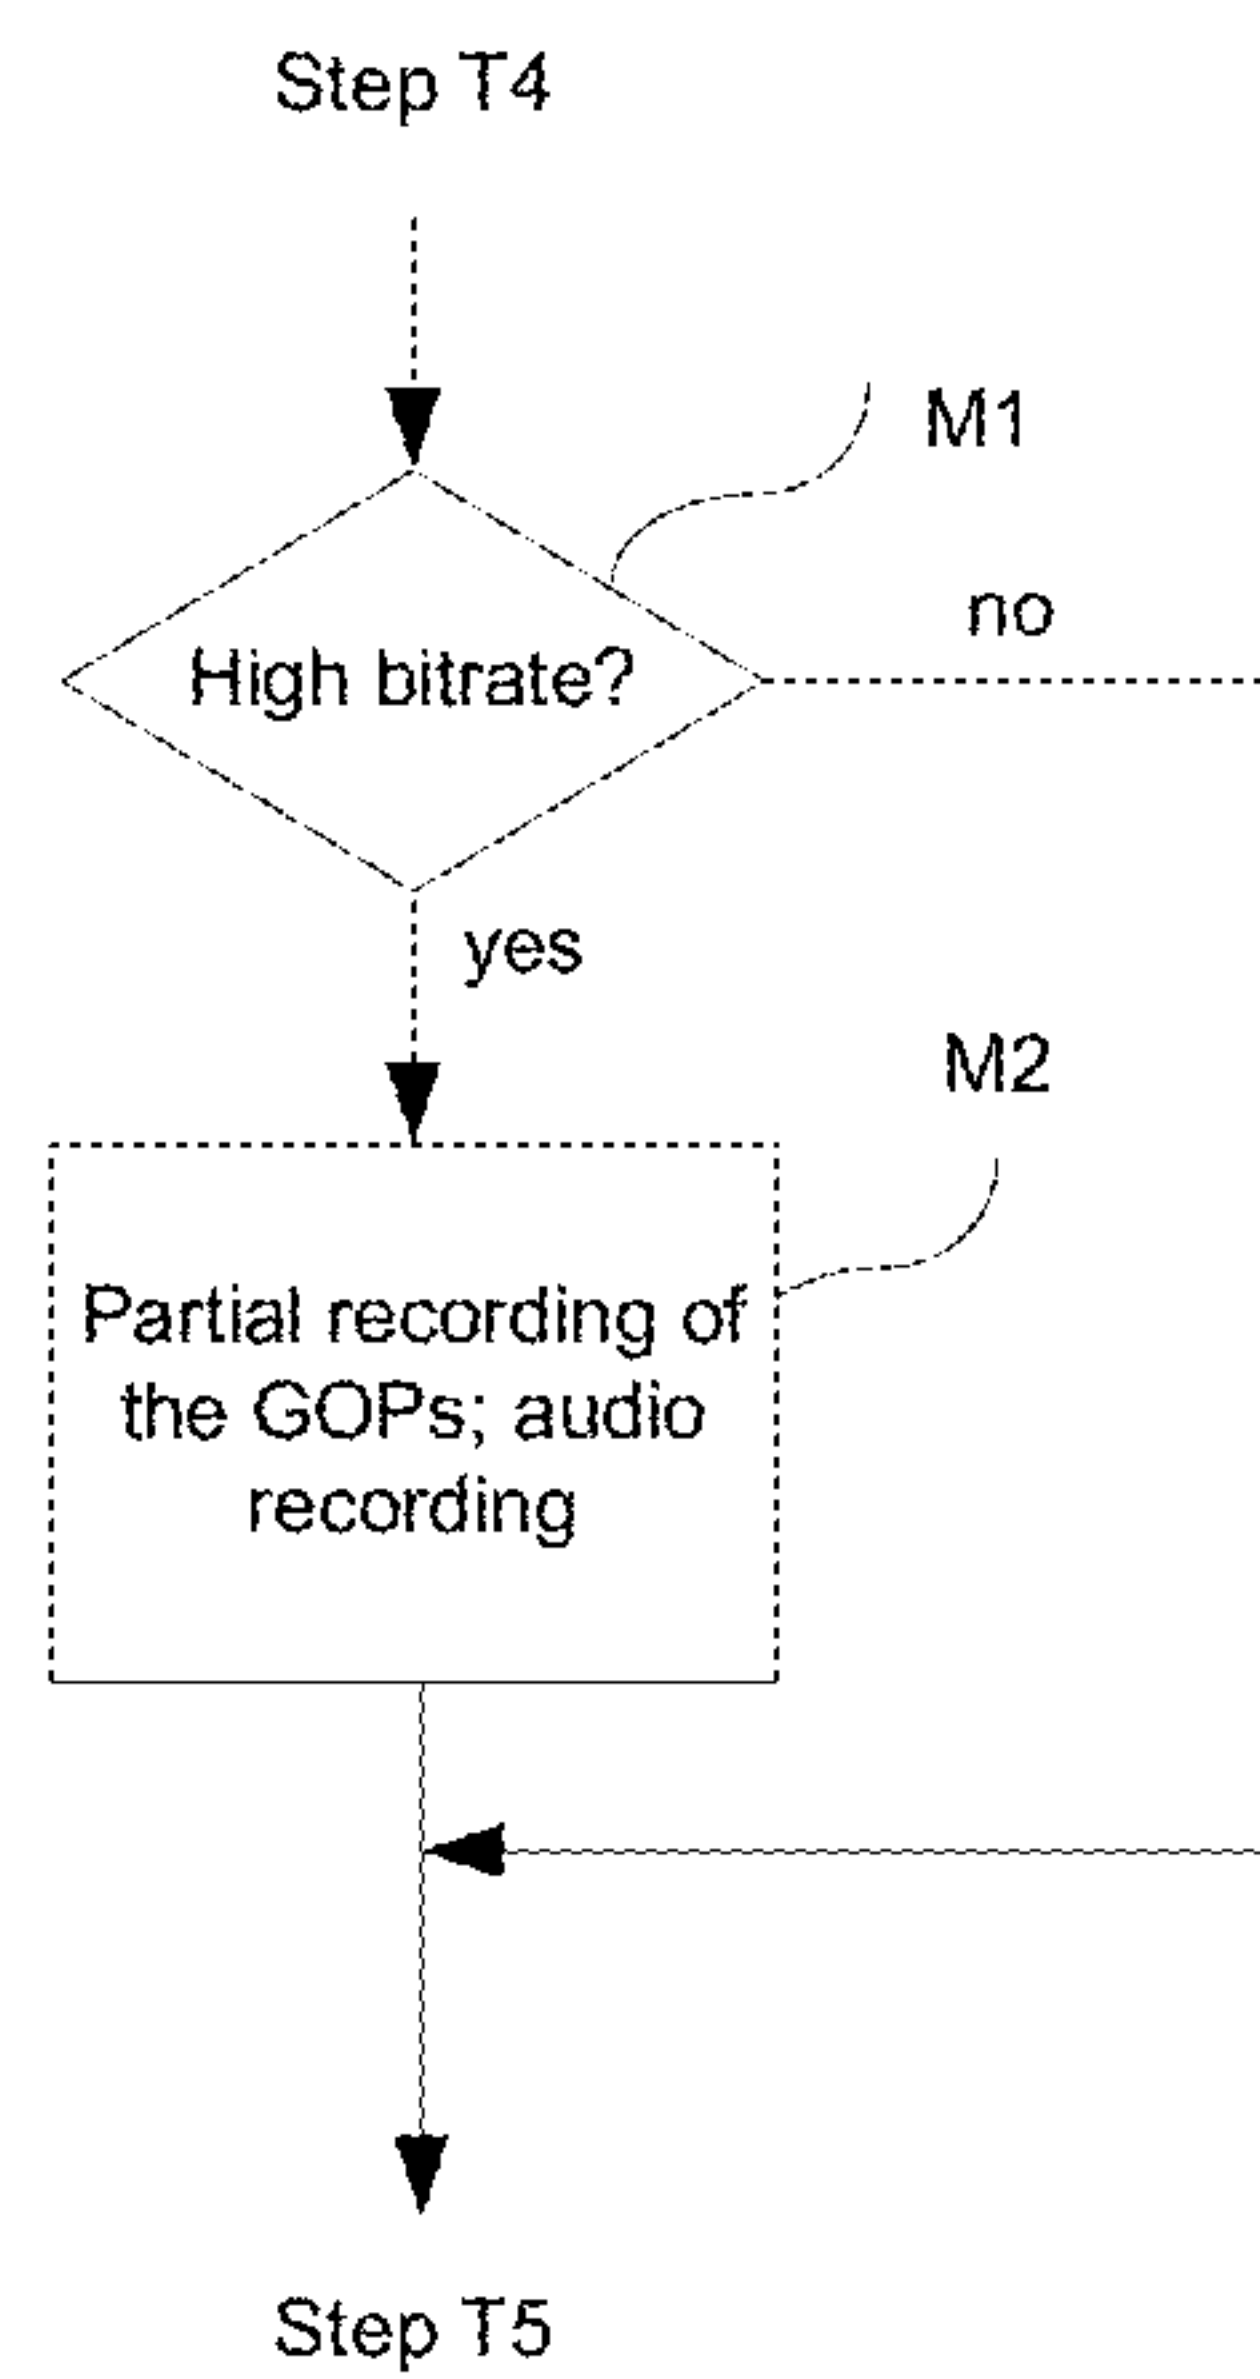 Step T4
M1
no
High bitrate?
yes
M2
Partial recording of
the GOPs; audio
recording
Step T5